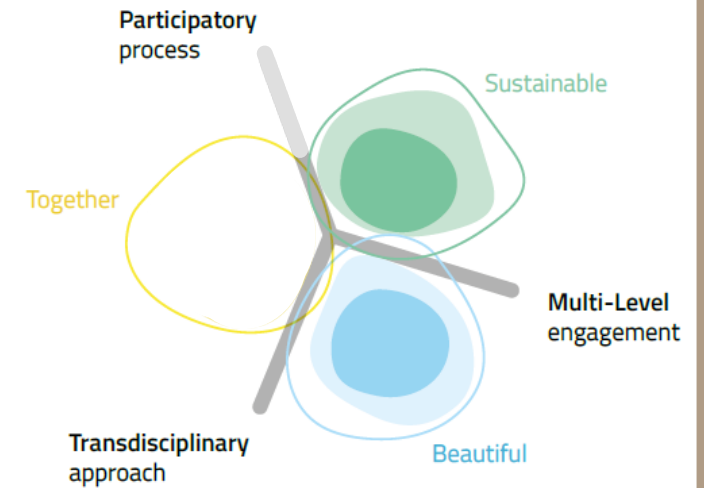 Participatory
process
Sustainable
Together
Multi-Level
engagement
Transdisciplinary
approach
Beautiful